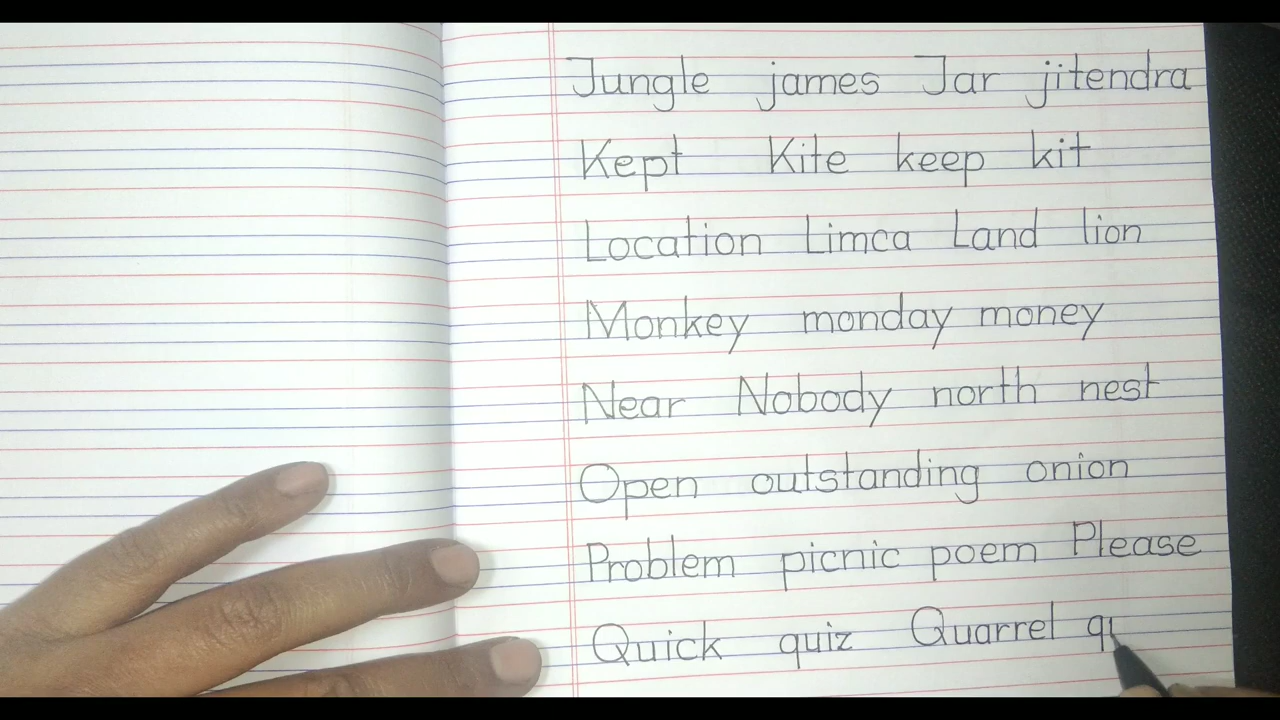 Jungle james Jar jitendra
Kept Kite keep kit
Location Limca Land lion
Monkey monday money
Near Nobody north nest
Open outstanding onion
Problem picnic poem Please
Quick quiz Quarrel